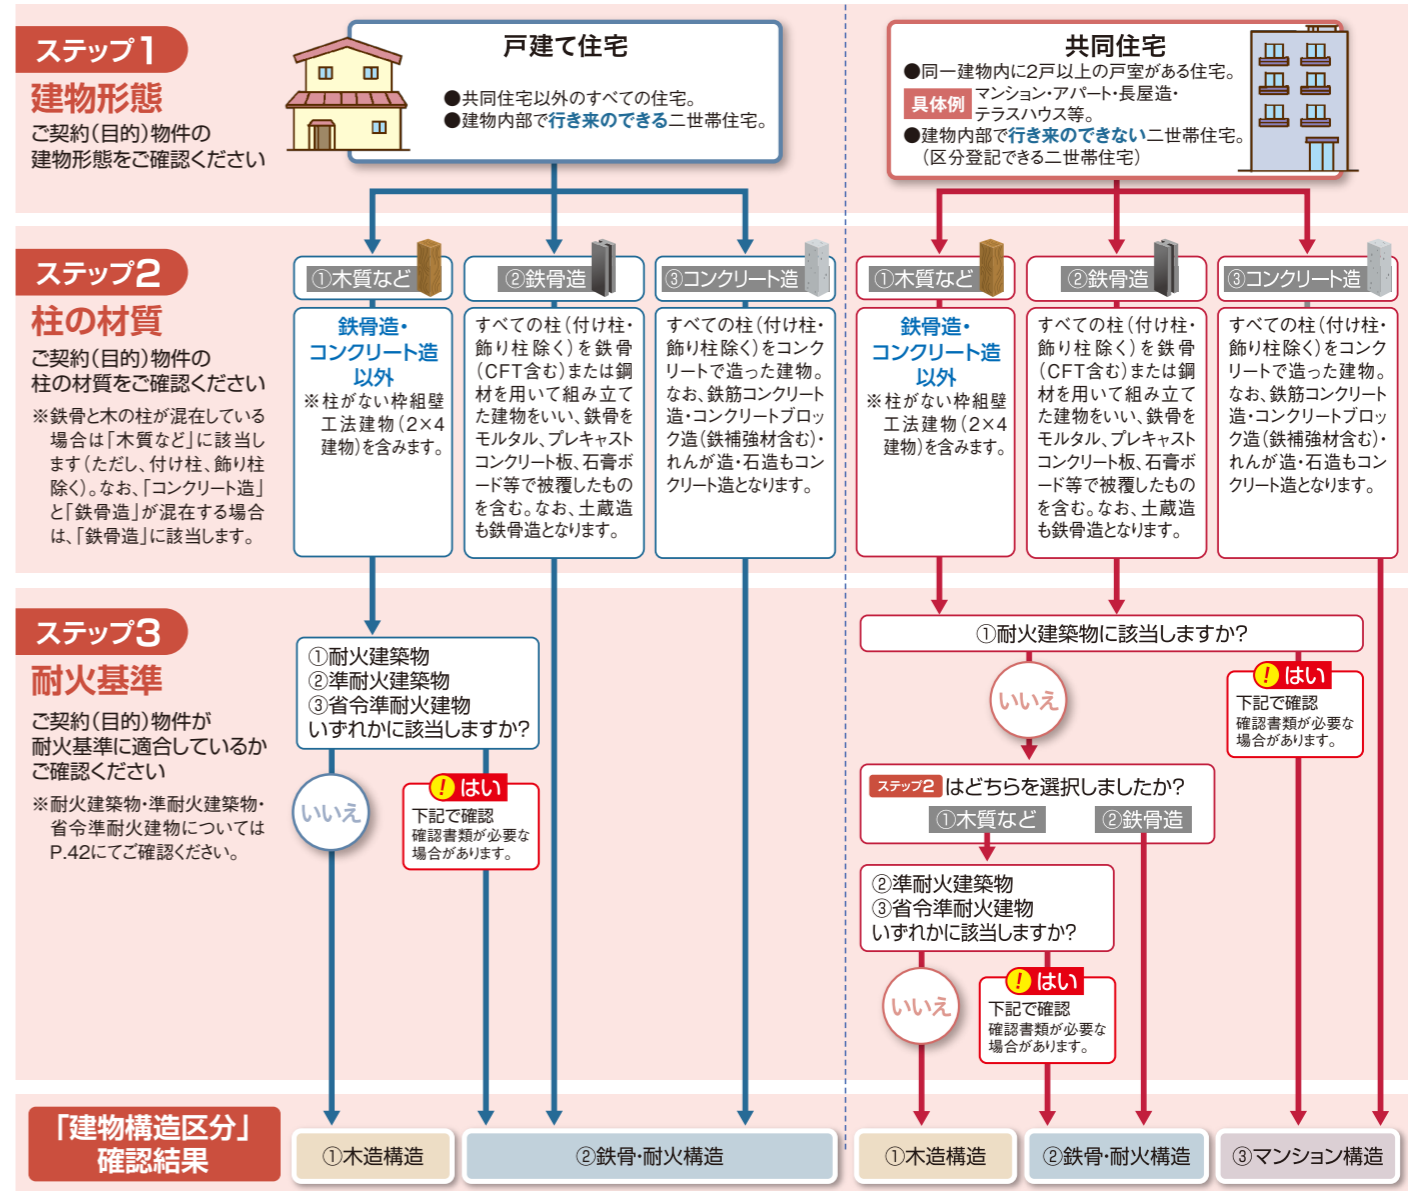 ステップ1
建物形態
ご契約(目的)物件の
建物形態をご確認ください
戸建て住宅
●共同住宅以外のすべての住宅。
●建物内部で行き来のできる二世帯住宅。
共同住宅
●同一建物内に2戸以上の戸室がある住宅。
具体例 マンション・アパート・長屋造・
テラスハウス等。
●建物内部で行き来のできない二世帯住宅。
(区分登記できる二世帯住宅)
ステップ2
柱の材質
ご契約(目的)物件の
柱の材質をご確認ください
※鉄骨と木の柱が混在している
場合は「木質など」に該当し
ます(ただし、付け柱、飾り柱
除く)。なお、「コンクリート造」
と「鉄骨造」が混在する場合
は、「鉄骨造」に該当します。
①木質など
鉄骨造・
コンクリート造
以外
※柱がない枠組壁
工法建物(2×4
建物)を含みます。
②鉄骨造
すべての柱(付け柱・
飾り柱除く)を鉄骨
(CFT含む)または鋼
材を用いて組み立て
た建物をいい、鉄骨を
モルタル、プレキャスト
コンクリート板、石膏ボ
ード等で被覆したもの
を含む。なお、土蔵造
も鉄骨造となります。
③コンクリート造
すべての柱(付け柱・
飾り柱除く)をコンク
リートで造った建物。
なお、鉄筋コンクリート
造・コンクリートブロッ
ク造(鉄補強材含む)・
れんが造・石造もコン
クリート造となります。
①木質など
鉄骨造・
コンクリート造
以外
※柱がない枠組壁
工法建物(2×4
建物)を含みます。
②鉄骨造
すべての柱(付け柱・
飾り柱除く)を鉄骨
(CFT含む)または鋼
材を用いて組み立て
た建物をいい、鉄骨を
モルタル、プレキャスト
コンクリート板、石膏ボ
ード等で被覆したもの
を含む。なお、土蔵造
も鉄骨造となります。
③コンクリート造
すべての柱(付け柱・
飾り柱除く)をコンク
リートで造った建物。
なお、鉄筋コンクリート
造・コンクリートブロッ
ク造(鉄補強材含む)・
れんが造・石造もコン
クリート造となります。
ステップ3
耐火基準
ご契約(目的)物件が
耐火基準に適合しているか
ご確認ください
※耐火建築物・準耐火建築物・
省令準耐火建物については
P.42にてご確認ください。
①耐火建築物
②準耐火建築物
③省令準耐火建物
いずれかに該当しますか?
いいえ
! はい
下記で確認
確認書類が必要な
場合があります。
①耐火建築物に該当しますか?
いいえ
! はい
下記で確認
確認書類が必要な
場合があります。
ステップ2 はどちらを選択しましたか?
①木質など ②鉄骨造
②準耐火建築物
③省令準耐火建物
いずれかに該当しますか?
いいえ
! はい
下記で確認
確認書類が必要な
場合があります。
「建物構造区分」
確認結果
①木造構造
②鉄骨・耐火構造
①木造構造
②鉄骨・耐火構造
③マンション構造